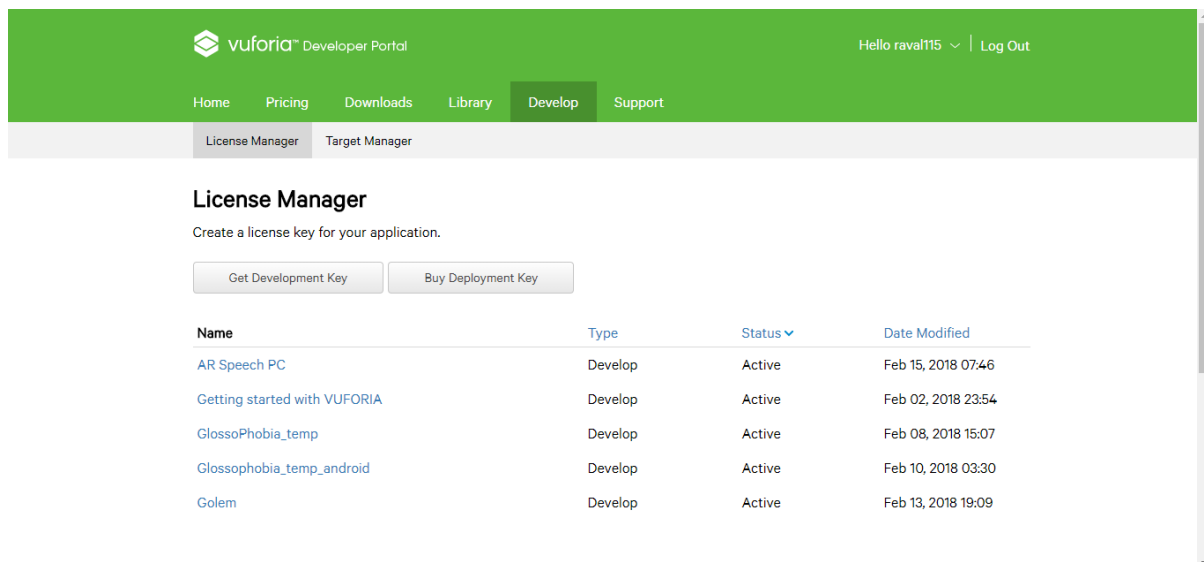 vuforia™ Developer Portal
Hello raval115 | Log Out
Home Pricing Downloads Library Develop Support
License Manager Target Manager
License Manager
Create a license key for your application.
Get Development Key Buy Deployment Key
Name Type Status Date Modified
AR Speech PC Develop Active Feb 15, 2018 07:46
Getting started with VUFORIA Develop Active Feb 02, 2018 23:54
GlossoPhobia_temp Develop Active Feb 08, 2018 15:07
Glossophobia_temp_android Develop Active Feb 10, 2018 03:30
Golem Develop Active Feb 13, 2018 19:09